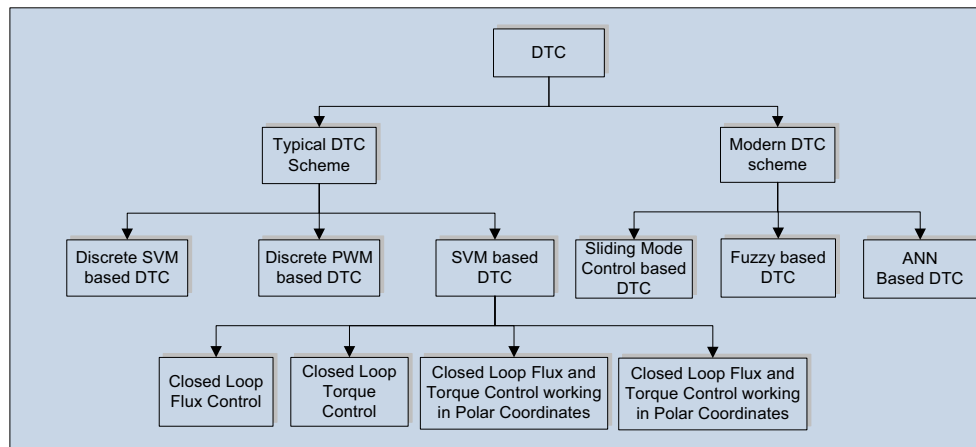 DTC
Typical DTC
Scheme
Modern DTC
scheme
Discrete SVM
based DTC
Discrete PWM
based DTC
SVM based
DTC
Sliding Mode
Control based
DTC
Fuzzy based
DTC
ANN
Based DTC
Closed Loop
Flux Control
Closed Loop
Torque
Control
Closed Loop Flux and
Torque Control working
in Polar Coordinates
Closed Loop Flux and
Torque Control working
in Polar Coordinates